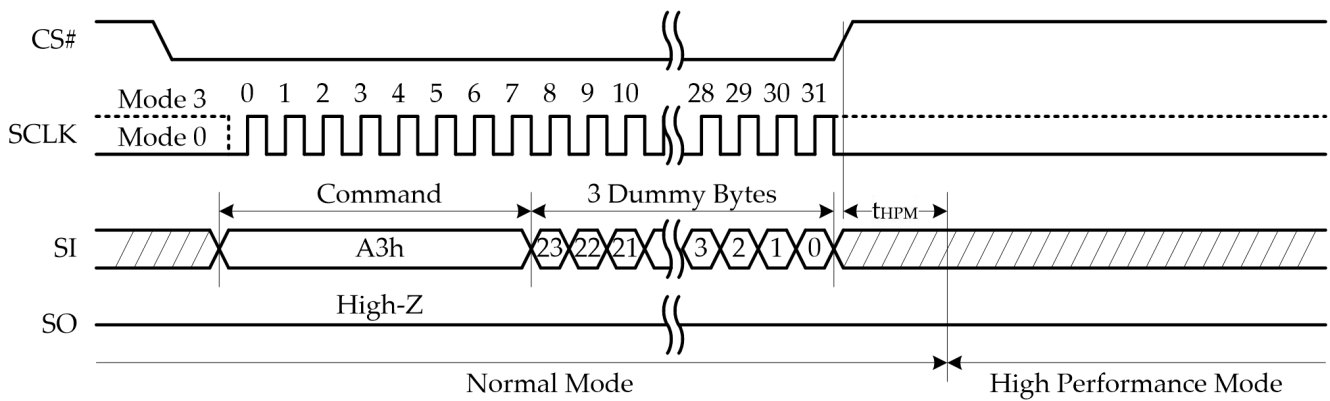 CS#
Mode 3 0 1 2 3 4 5 6 7 8 9 10 28 29 30 31
SCLK Mode 0
Command 3 Dummy Bytes tHPM
SI A3h 23 22 21 3 2 1 0
High-Z
SO
Normal Mode High Performance Mode